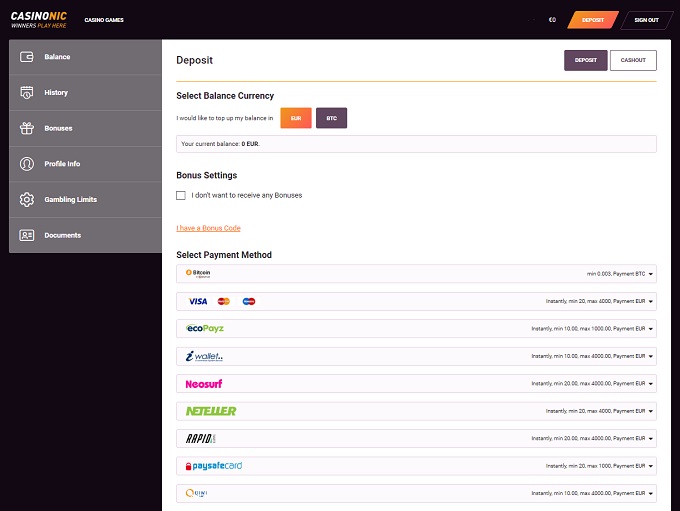 CASINONIC
WINNERS PLAY HERE
CASINO GAMES
€0
DEPOSIT
SIGN OUT
Balance
History
Bonuses
Profile Info
Gambling Limits
Documents
Deposit
DEPOSIT
CASHOUT
Select Balance Currency
I would like to top up my balance in
EUR
BTC
Your current balance: 0 EUR.
Bonus Settings
I don't want to receive any Bonuses
I have a Bonus Code
Select Payment Method
Bitcoin
min 0.003, Payment BTC
VISA
Instantly, min 20, max 4000, Payment EUR
ecoPayz
Instantly, min 10.00, max 1000.00, Payment EUR
iwallet
Instantly, min 10.00, max 4000.00, Payment EUR
Neosurf
Instantly, min 20.00, max 4000.00, Payment EUR
NETELLER
Instantly, min 20, max 4000, Payment EUR
RAPID
Instantly, min 20.00, max 4000.00, Payment EUR
paysafecard
Instantly, min 20, max 1000, Payment EUR
Instantly, min 10.00, max 4000.00, Payment EUR